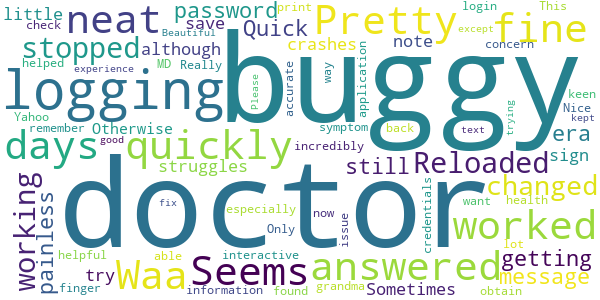 little password print login This
neat check save Beautiful Quick Pretty fine
stopped although Really crashes note way concern except
helped MD experience
logging buggy
Yahoo Please accurate application keen
remember Otherwise symptom back text trying Nice kept
days good quickly incredibly era
struggles still Reloaded sign
doctor
working painless fix especially Only now issue credentials want health changed
worked
helpful able interactive lot getting
try Waa Seems answered message
finger information found grandma Sometimes obtain